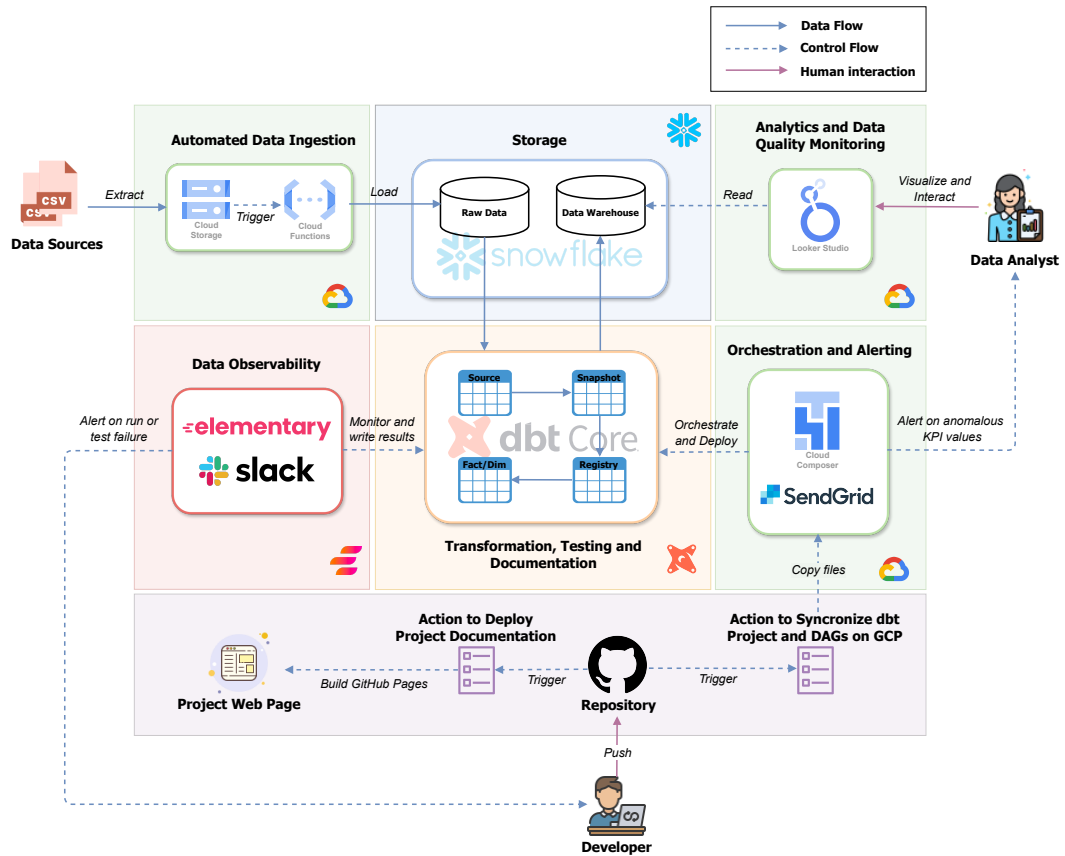 Data Flow
Control Flow
Human interaction
Automated Data Ingestion
Storage
Analytics and Data
Quality Monitoring
CSV
CSV
Extract
Cloud
Storage
Trigger
Cloud
Functions
Load
Raw Data
Data Warehouse
snowflake
Read
Looker Studio
Visualize and
Interact
Data Sources
Data Analyst
Data Observability
Orchestration and Alerting
Alert on run or
test failure
elementary
slack
Monitor and
write results
Source
Snapshot
dbt Core
Fact/Dim
Registry
Orchestrate
and Deploy
Cloud
Composer
SendGrid
Alert on anomalous
KPI values
Transformation, Testing and
Documentation
Copy files
Action to Deploy
Project Documentation
Action to Syncronize dbt
Project and DAGs on GCP
Build GitHub Pages
Trigger
Trigger
Project Web Page
Repository
Push
Developer